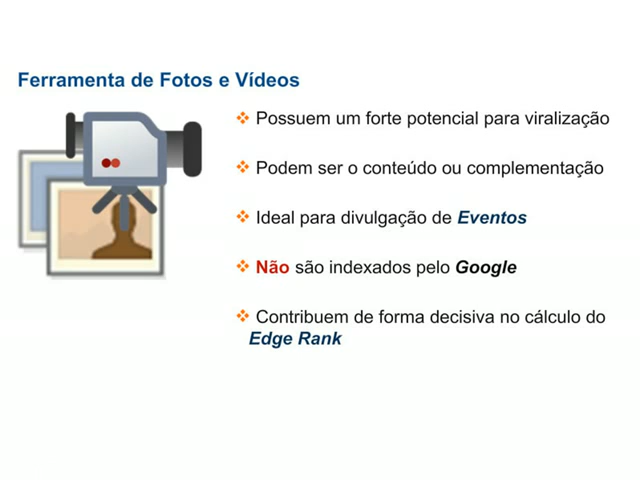 Ferramenta de Fotos e Vídeos
Possuem um forte potencial para viralização
Podem ser o conteúdo ou complementação
Ideal para divulgação de Eventos
Não são indexados pelo Google
Contribuem de forma decisiva no cálculo do
Edge Rank